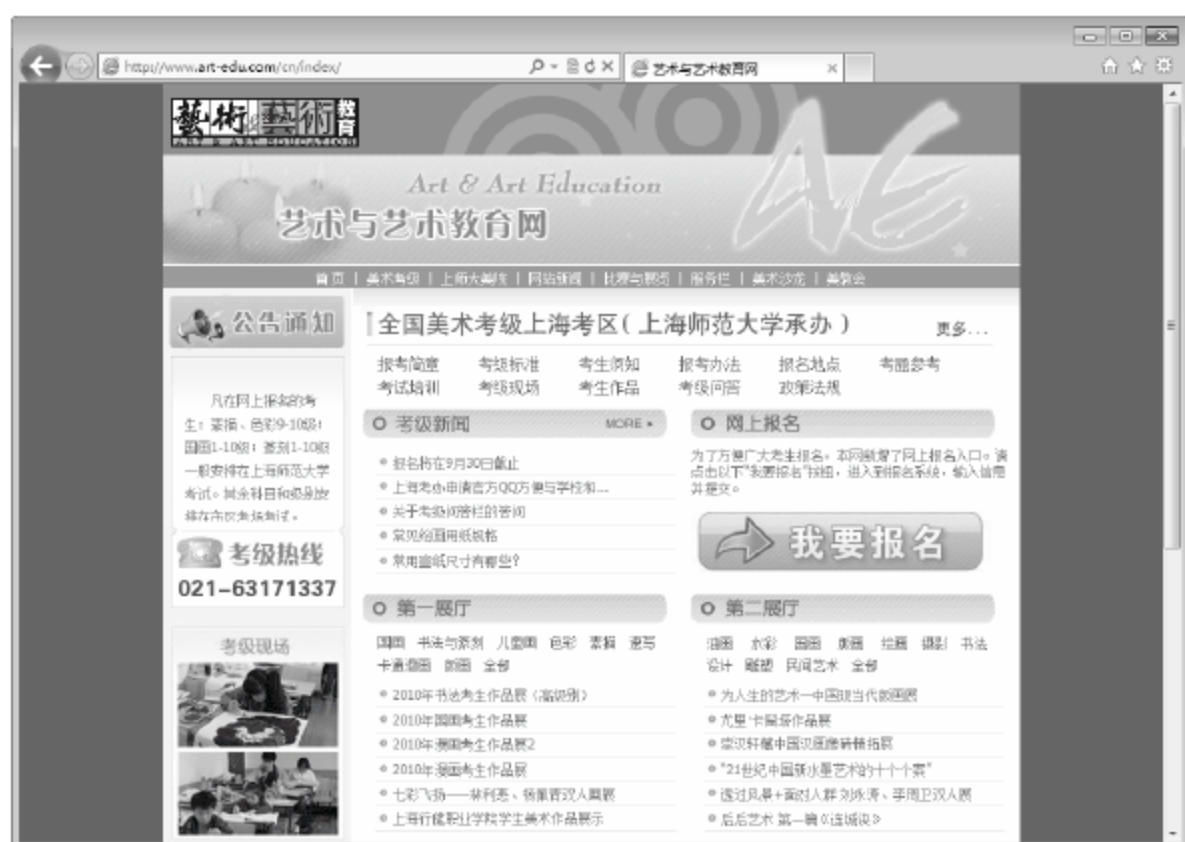 http://www.art-edu.com/cn/index/
艺术与艺术教育网
藝術 藝術 教育
ART & ART EDUCATION
Art & Art Education
艺术与艺术教育网
首页 | 美术考级 | 上师大美院 | 网站新闻 | 比赛与展览 | 服务栏 | 美术沙龙 | 美教会
公告通知
凡在网上报名的考
生：素描、色彩9-10级；
国画1-10级；篆刻1-10级
一般安排在上海师范大学
考试。其余科目和级别安
排在市区考场考试。
考级热线
021-63171337
考级现场
全国美术考级上海考区(上海师范大学承办)
更多...
报考简章 考级标准 考生须知 报考办法 报名地点 考题参考
考试培训 考级现场 考生作品 考级问答 政策法规
考级新闻 MORE
报名将在9月30日截止
上海考办申请官方QQ方便与学校和...
关于考级问答栏的答问
常见绘画用纸规格
常用宣纸尺寸有哪些?
网上报名
为了方便广大考生报名，本网新增了网上报名入口。请
点击以下"我要报名"按钮，进入到报名系统，输入信息
并提交。
我要报名
第一展厅
国画 书法与篆刻 儿童画 色彩 素描 速写
卡通漫画 版画 全部
2010年书法考生作品展（高级别）
2010年国画考生作品展
2010年漫画考生作品展2
2010年漫画考生作品展
七彩飞扬——林利惠、杨佩蓉双人画展
上海行健职业学院学生美术作品展示
第二展厅
油画 水彩 国画 版画 绘画 摄影 书法
设计 雕塑 民间艺术 全部
为人生的艺术—中国现当代版画展
尤里·卡图塔作品展
崇汉轩藏中国汉画像砖精拓展
"21世纪中国新水墨艺术的十个个案"
透过风景+面对人群 刘永涛、李周卫双人展
后后艺术 第一编《连城诀》